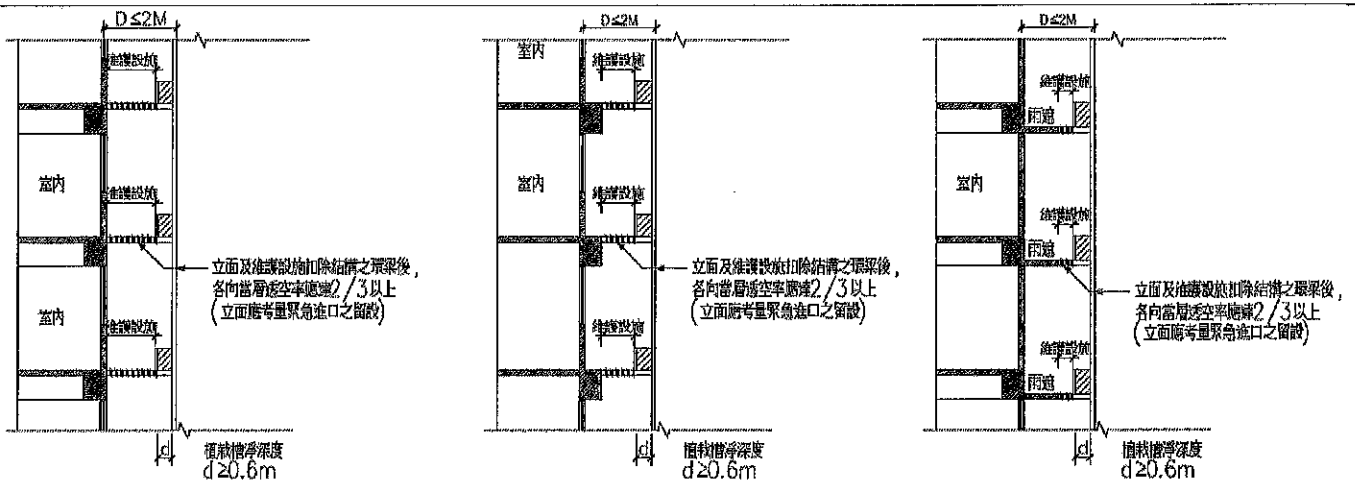 D≤2M
維護設施
室內
維護設施
室內
維護設施
立面及維護設施扣除結構之環梁後，
各向當層透空率應達2/3以上
(立面應考量緊急進口之留設)
d
植栽槽淨深度
d≥0.6m
D≤2M
室內
維護設施
室內
維護設施
維護設施
立面及維護設施扣除結構之環梁後，
各向當層透空率應達2/3以上
(立面應考量緊急進口之留設)
d
植栽槽淨深度
d≥0.6m
D≤2M
維護設施
雨遮
室內
維護設施
雨遮
維護設施
雨遮
立面及維護設施扣除結構之環梁後，
各向當層透空率應達2/3以上
(立面應考量緊急進口之留設)
d
植栽槽淨深度
d≥0.6m